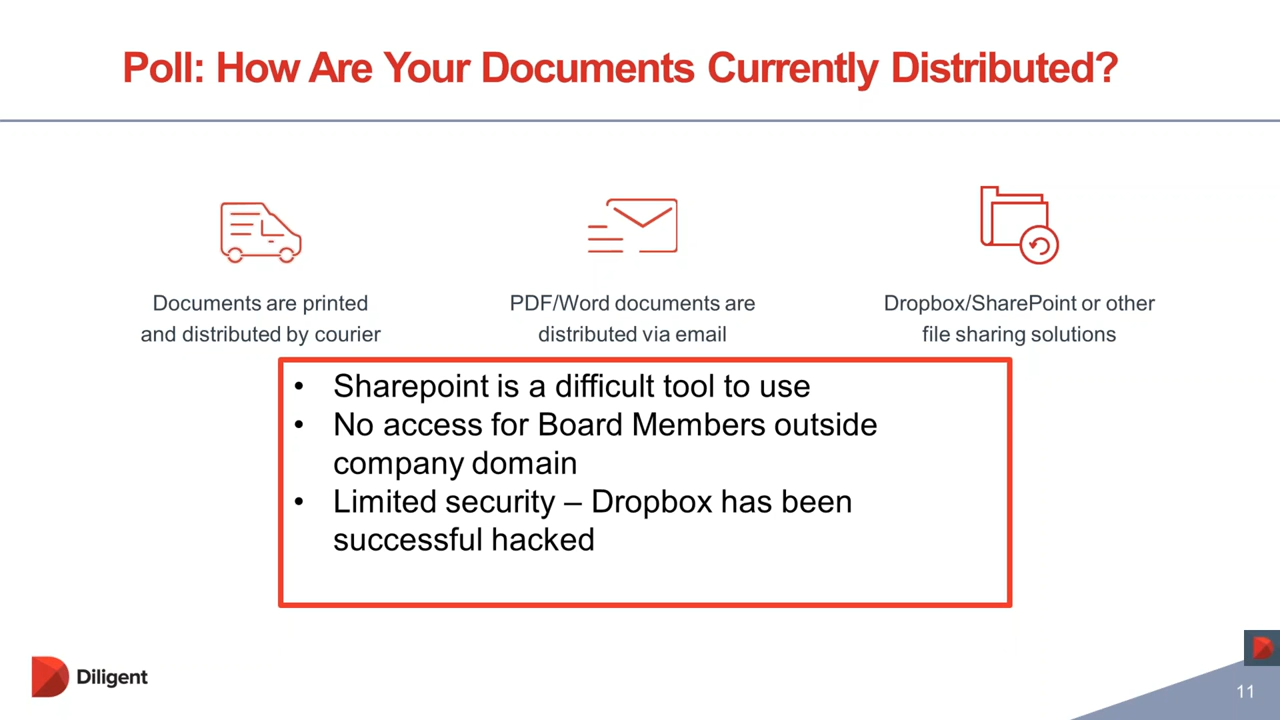 Poll: How Are Your Documents Currently Distributed?
Documents are printed
and distributed by courier
PDF/Word documents are
distributed via email
Dropbox/SharePoint or other
file sharing solutions
• Sharepoint is a difficult tool to use
• No access for Board Members outside
company domain
• Limited security – Dropbox has been
successful hacked
Diligent
11